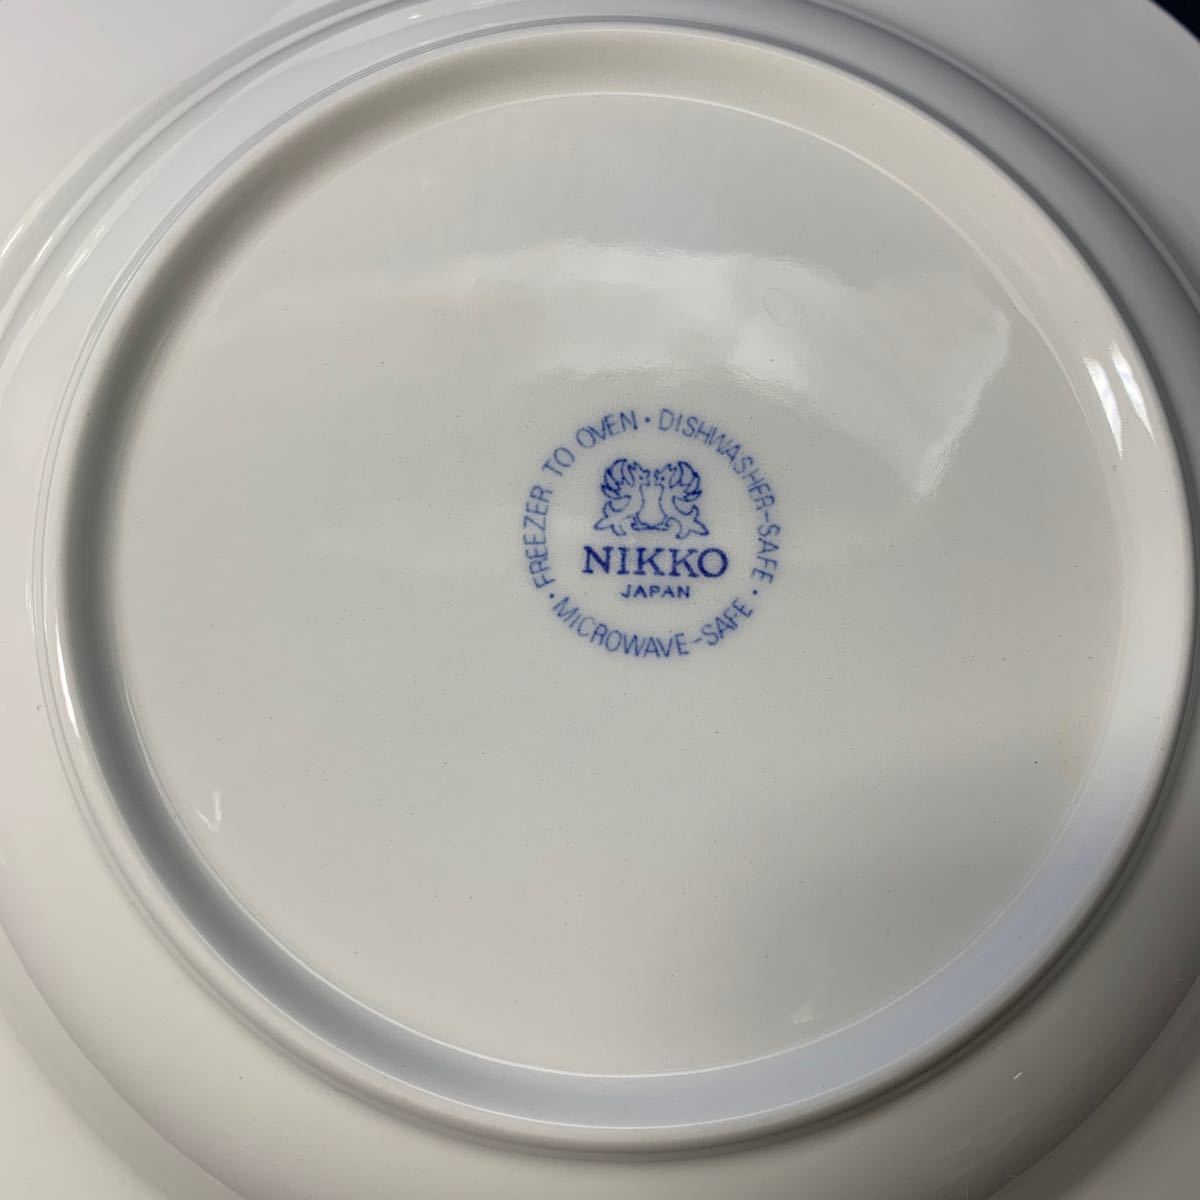 ·FREEZER TO OVEN·DISHWASHER-SAFE·
NIKKO
JAPAN
MICROWAVE-SAFE